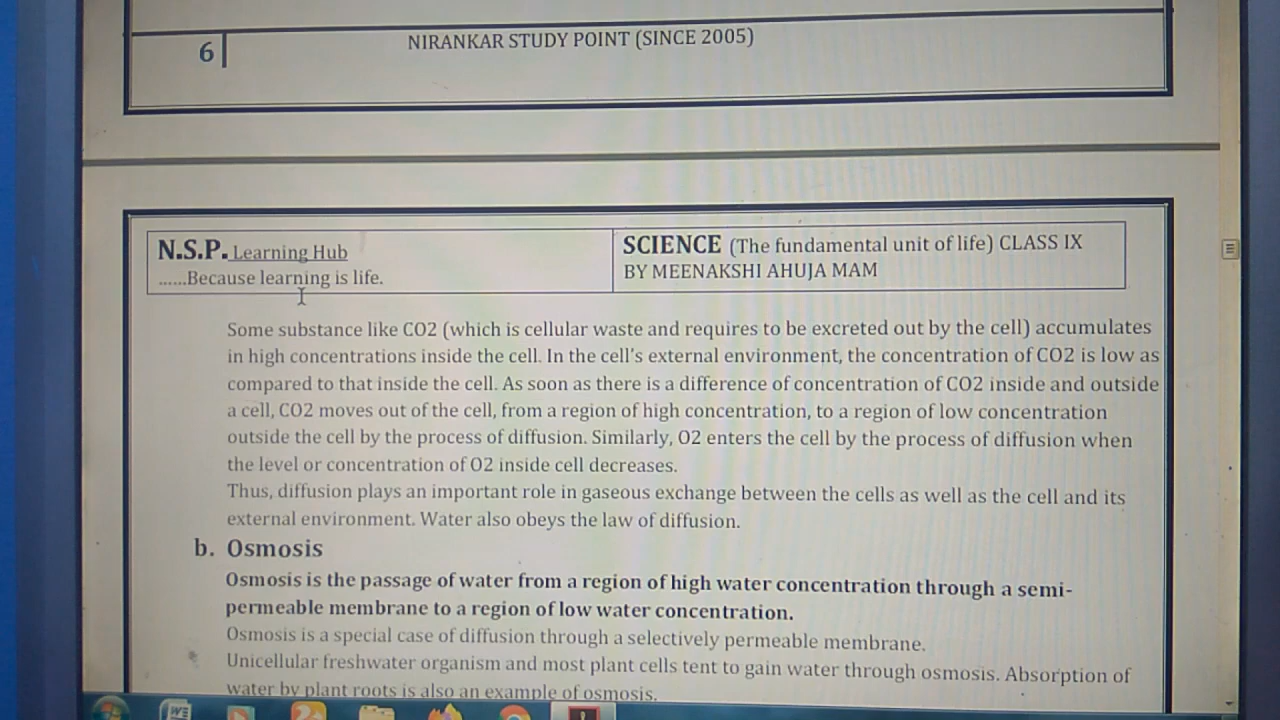 6
NIRANKAR STUDY POINT (SINCE 2005)
N.S.P. Learning Hub
......Because learning is life.
SCIENCE (The fundamental unit of life) CLASS IX
BY MEENAKSHI AHUJA MAM
Some substance like CO2 (which is cellular waste and requires to be excreted out by the cell) accumulates
in high concentrations inside the cell. In the cell's external environment, the concentration of CO2 is low as
compared to that inside the cell. As soon as there is a difference of concentration of CO2 inside and outside
a cell, CO2 moves out of the cell, from a region of high concentration, to a region of low concentration
outside the cell by the process of diffusion. Similarly, O2 enters the cell by the process of diffusion when
the level or concentration of O2 inside cell decreases.
Thus, diffusion plays an important role in gaseous exchange between the cells as well as the cell and its
external environment. Water also obeys the law of diffusion.
b. Osmosis
Osmosis is the passage of water from a region of high water concentration through a semi-
permeable membrane to a region of low water concentration.
Osmosis is a special case of diffusion through a selectively permeable membrane.
Unicellular freshwater organism and most plant cells tent to gain water through osmosis. Absorption of
water by plant roots is also an example of osmosis.